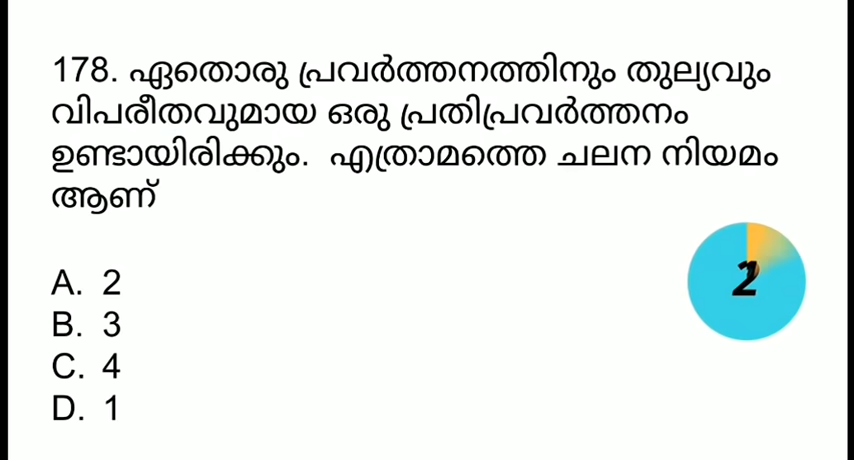 178. ഏതൊരു പ്രവർത്തനത്തിനും തുല്യവും
വിപരീതവുമായ ഒരു പ്രതിപ്രവർത്തനം
ഉണ്ടായിരിക്കും. എത്രാമത്തെ ചലന നിയമം
ആണ്
A. 2
B. 3
C. 4
D. 1